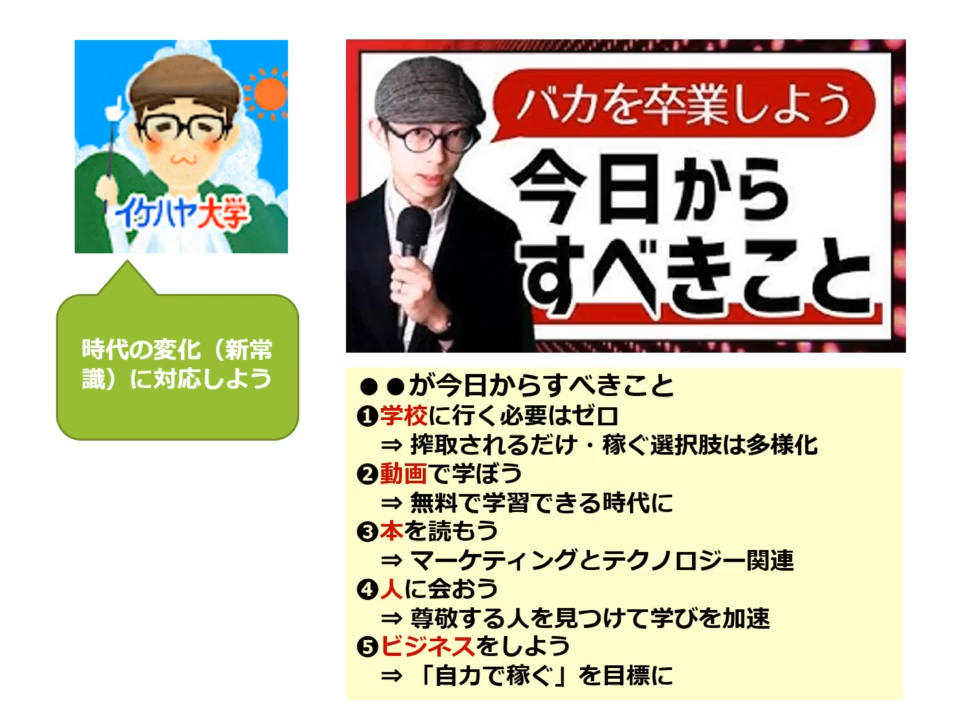 イケハヤ大学
バカを卒業しよう
今日から
すべきこと
時代の変化（新常
識）に対応しよう
●●が今日からすべきこと
❶学校に行く必要はゼロ
⇒ 搾取されるだけ・稼ぐ選択肢は多様化
❷動画で学ぼう
⇒ 無料で学習できる時代に
❸本を読もう
⇒ マーケティングとテクノロジー関連
❹人に会おう
⇒ 尊敬する人を見つけて学びを加速
❺ビジネスをしよう
⇒ 「自力で稼ぐ」を目標に